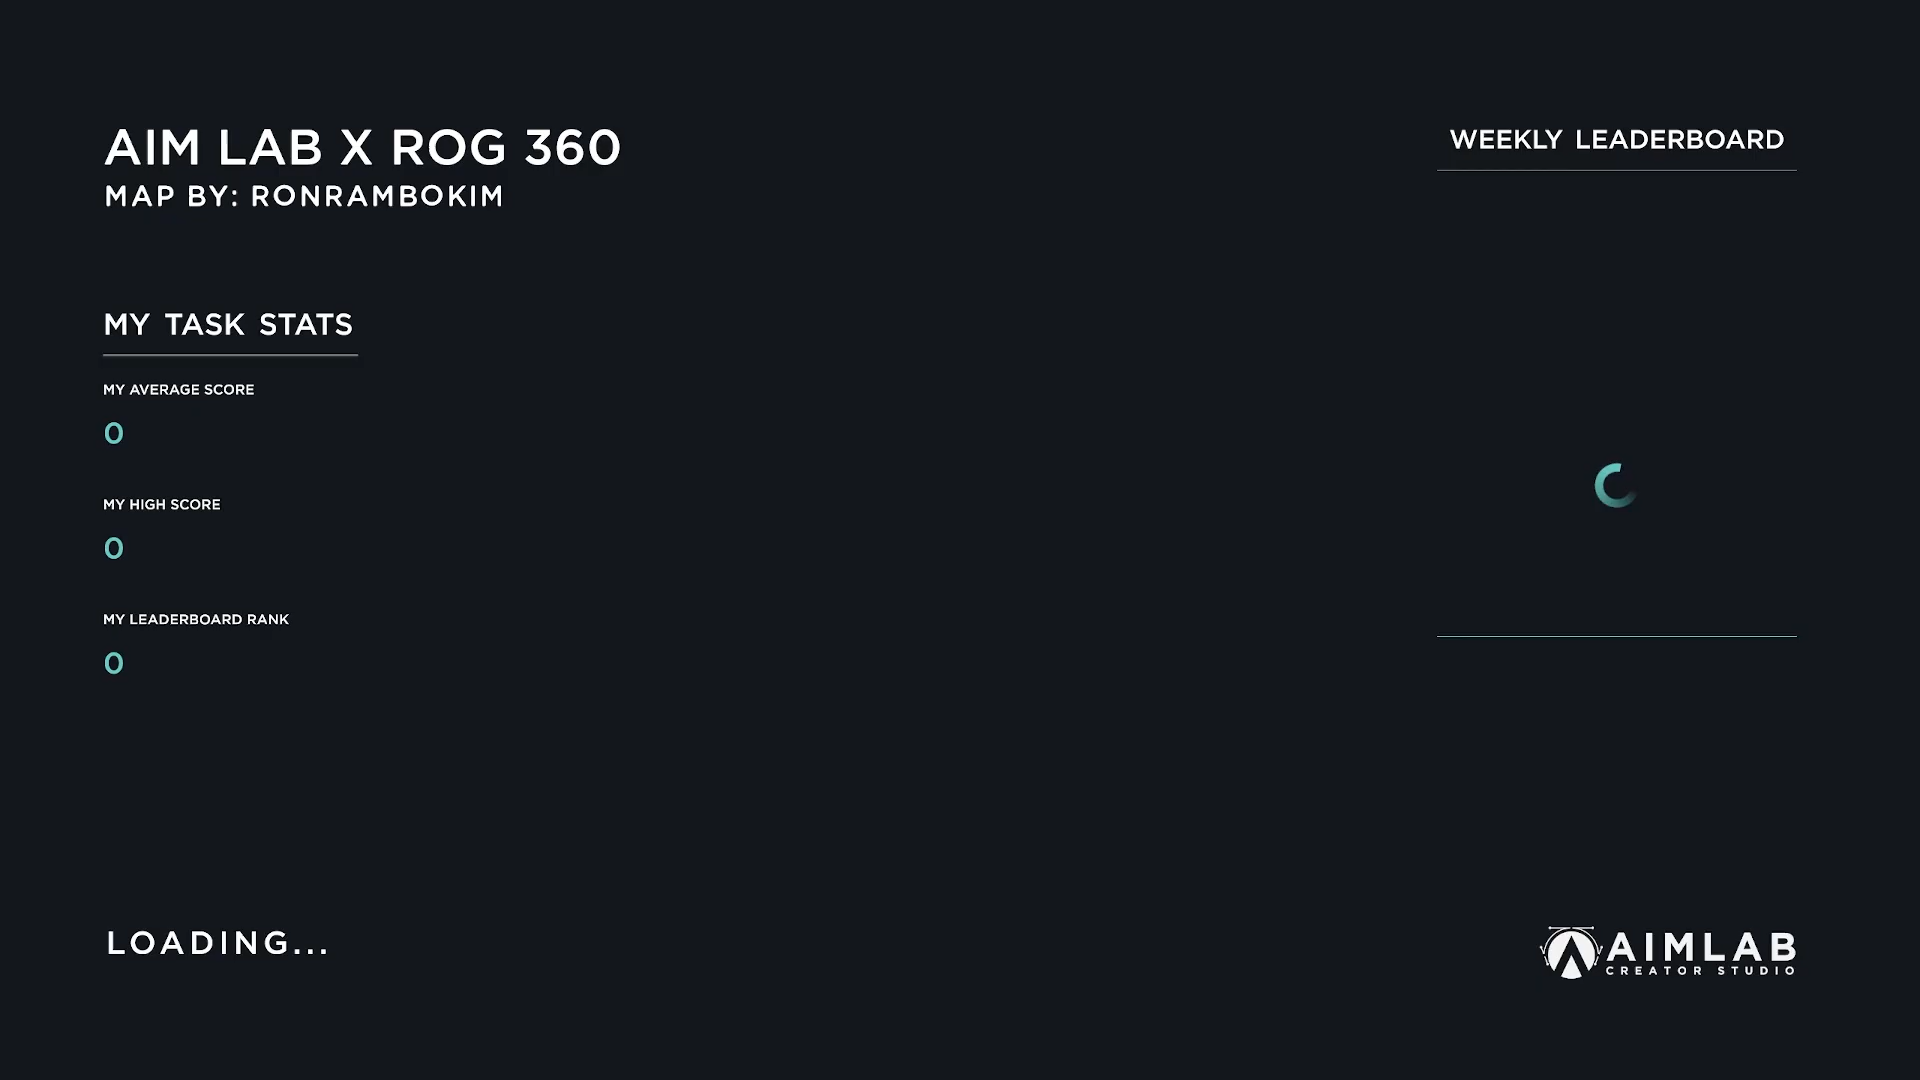 AIM LAB X ROG 360
MAP BY: RONRAMBOKIM
WEEKLY LEADERBOARD
MY TASK STATS
MY AVERAGE SCORE
0
MY HIGH SCORE
0
MY LEADERBOARD RANK
0
LOADING...
AIMLAB
CREATOR STUDIO